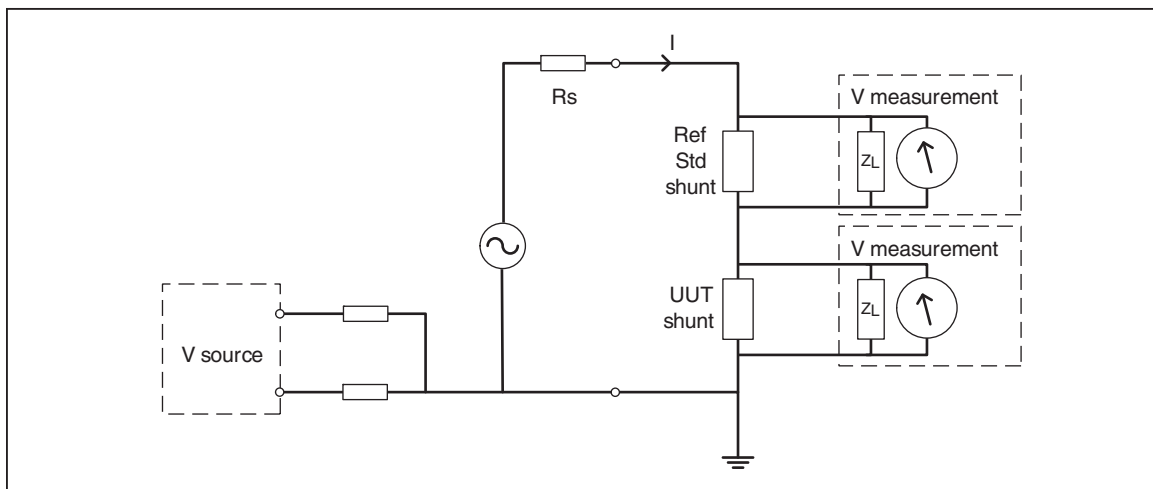 I
Rs
Ref
Std
shunt
V measurement
ZL
V measurement
UUT
shunt
ZL
V source